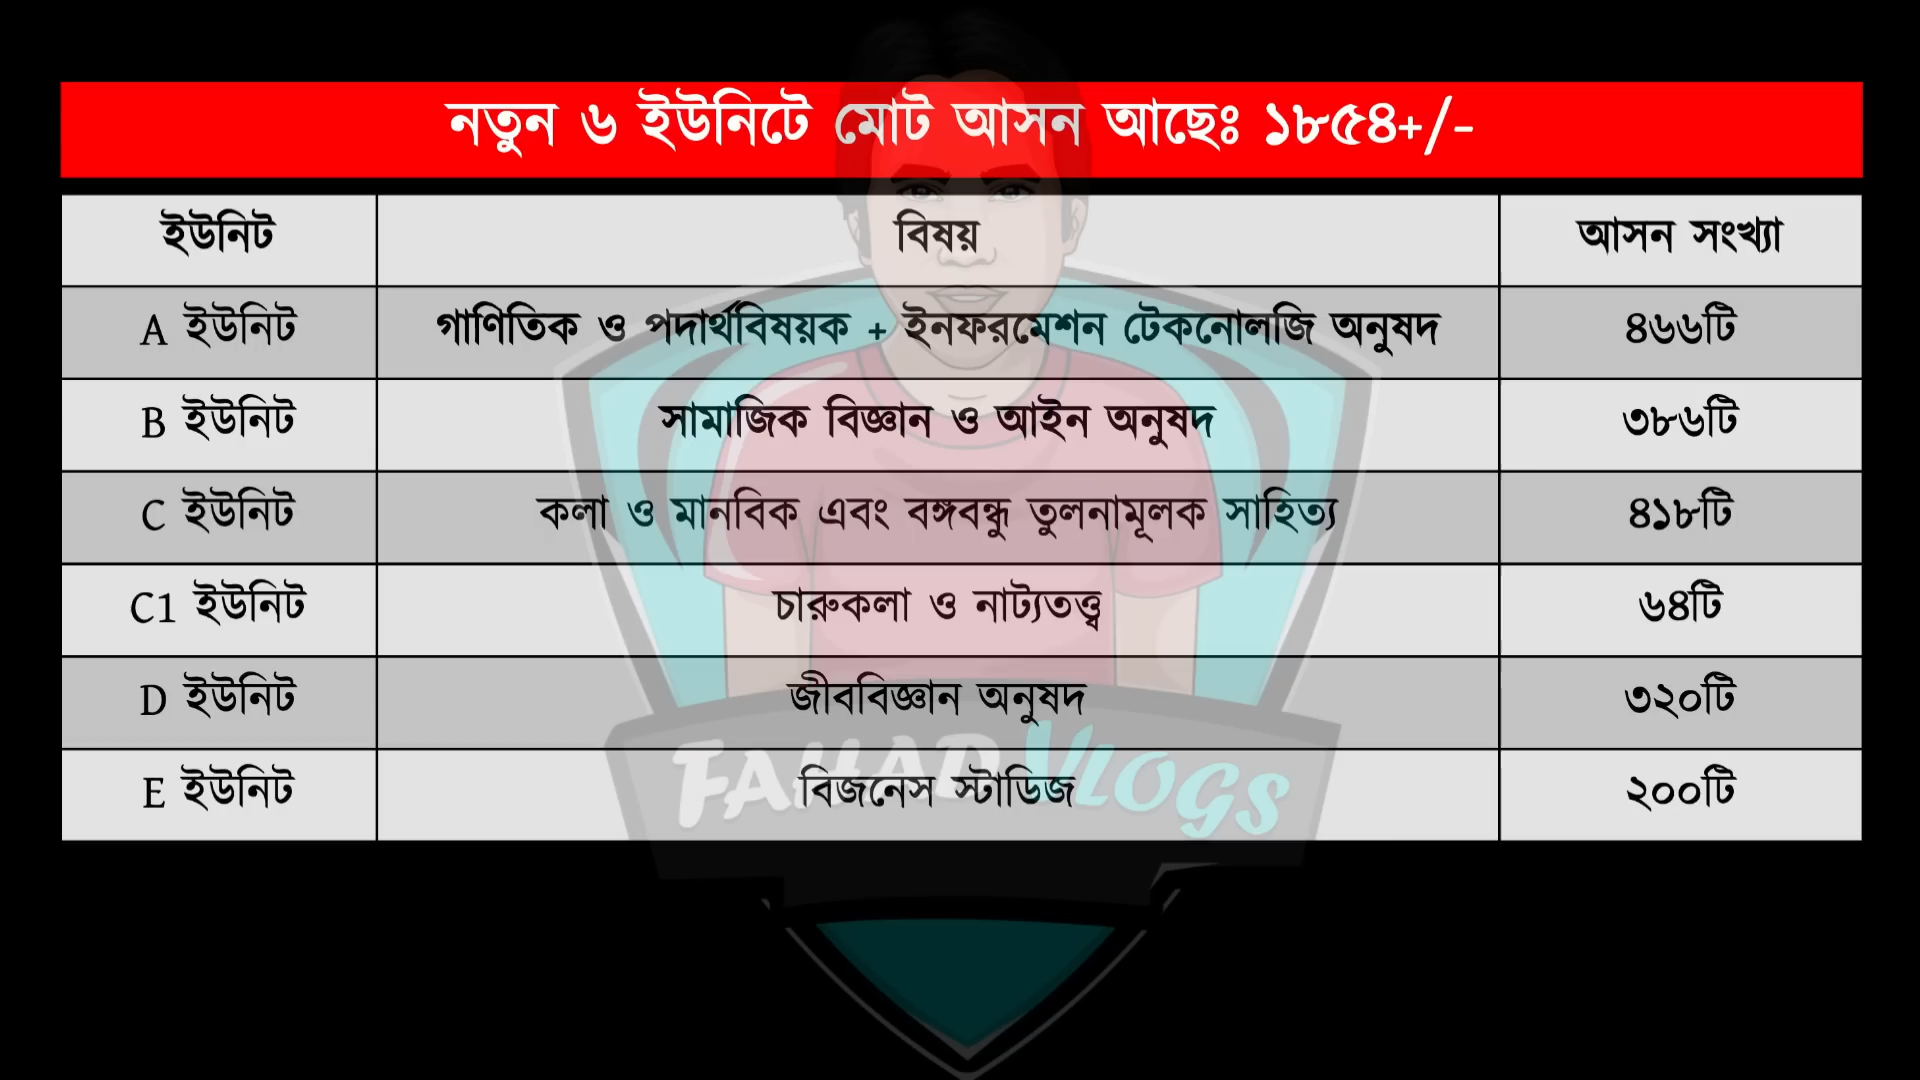 নতুন ৬ ইউনিটে মোট আসন আছেঃ ১৮৫৪+/-
ইউনিট বিষয় আসন সংখ্যা
A ইউনিট গাণিতিক ও পদার্থবিষয়ক + ইনফরমেশন টেকনোলজি অনুষদ ৪৬৬টি
B ইউনিট সামাজিক বিজ্ঞান ও আইন অনুষদ ৩৮৬টি
C ইউনিট কলা ও মানবিক এবং বঙ্গবন্ধু তুলনামূলক সাহিত্য ৪১৮টি
C1 ইউনিট চারুকলা ও নাট্যতত্ত্ব ৬৪টি
D ইউনিট জীববিজ্ঞান অনুষদ ৩২০টি
E ইউনিট বিজনেস স্টাডিজ ২০০টি
FAHAD VLOGS